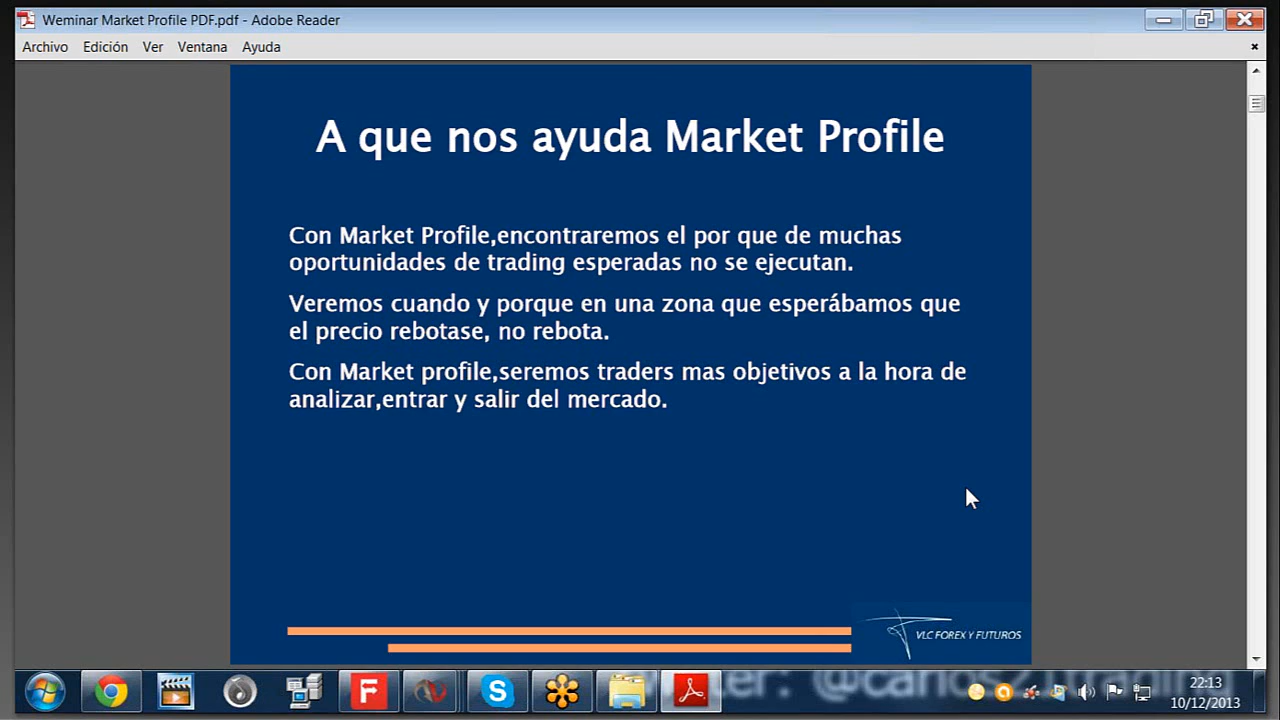 Weminar Market Profile PDF.pdf - Adobe Reader
Archivo Edición Ver Ventana Ayuda
A que nos ayuda Market Profile
Con Market Profile,encontraremos el por que de muchas
oportunidades de trading esperadas no se ejecutan.
Veremos cuando y porque en una zona que esperábamos que
el precio rebotase, no rebota.
Con Market profile,seremos traders mas objetivos a la hora de
analizar,entrar y salir del mercado.
VLC FOREX Y FUTUROS
22:13
10/12/2013